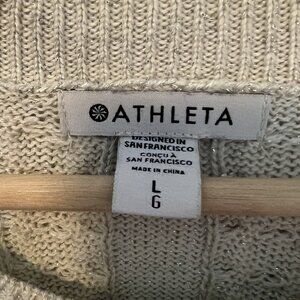 ATHLETA
DESIGNED IN
SAN FRANCISCO
CONÇU À
SAN FRANCISCO
MADE IN CHINA
L
G